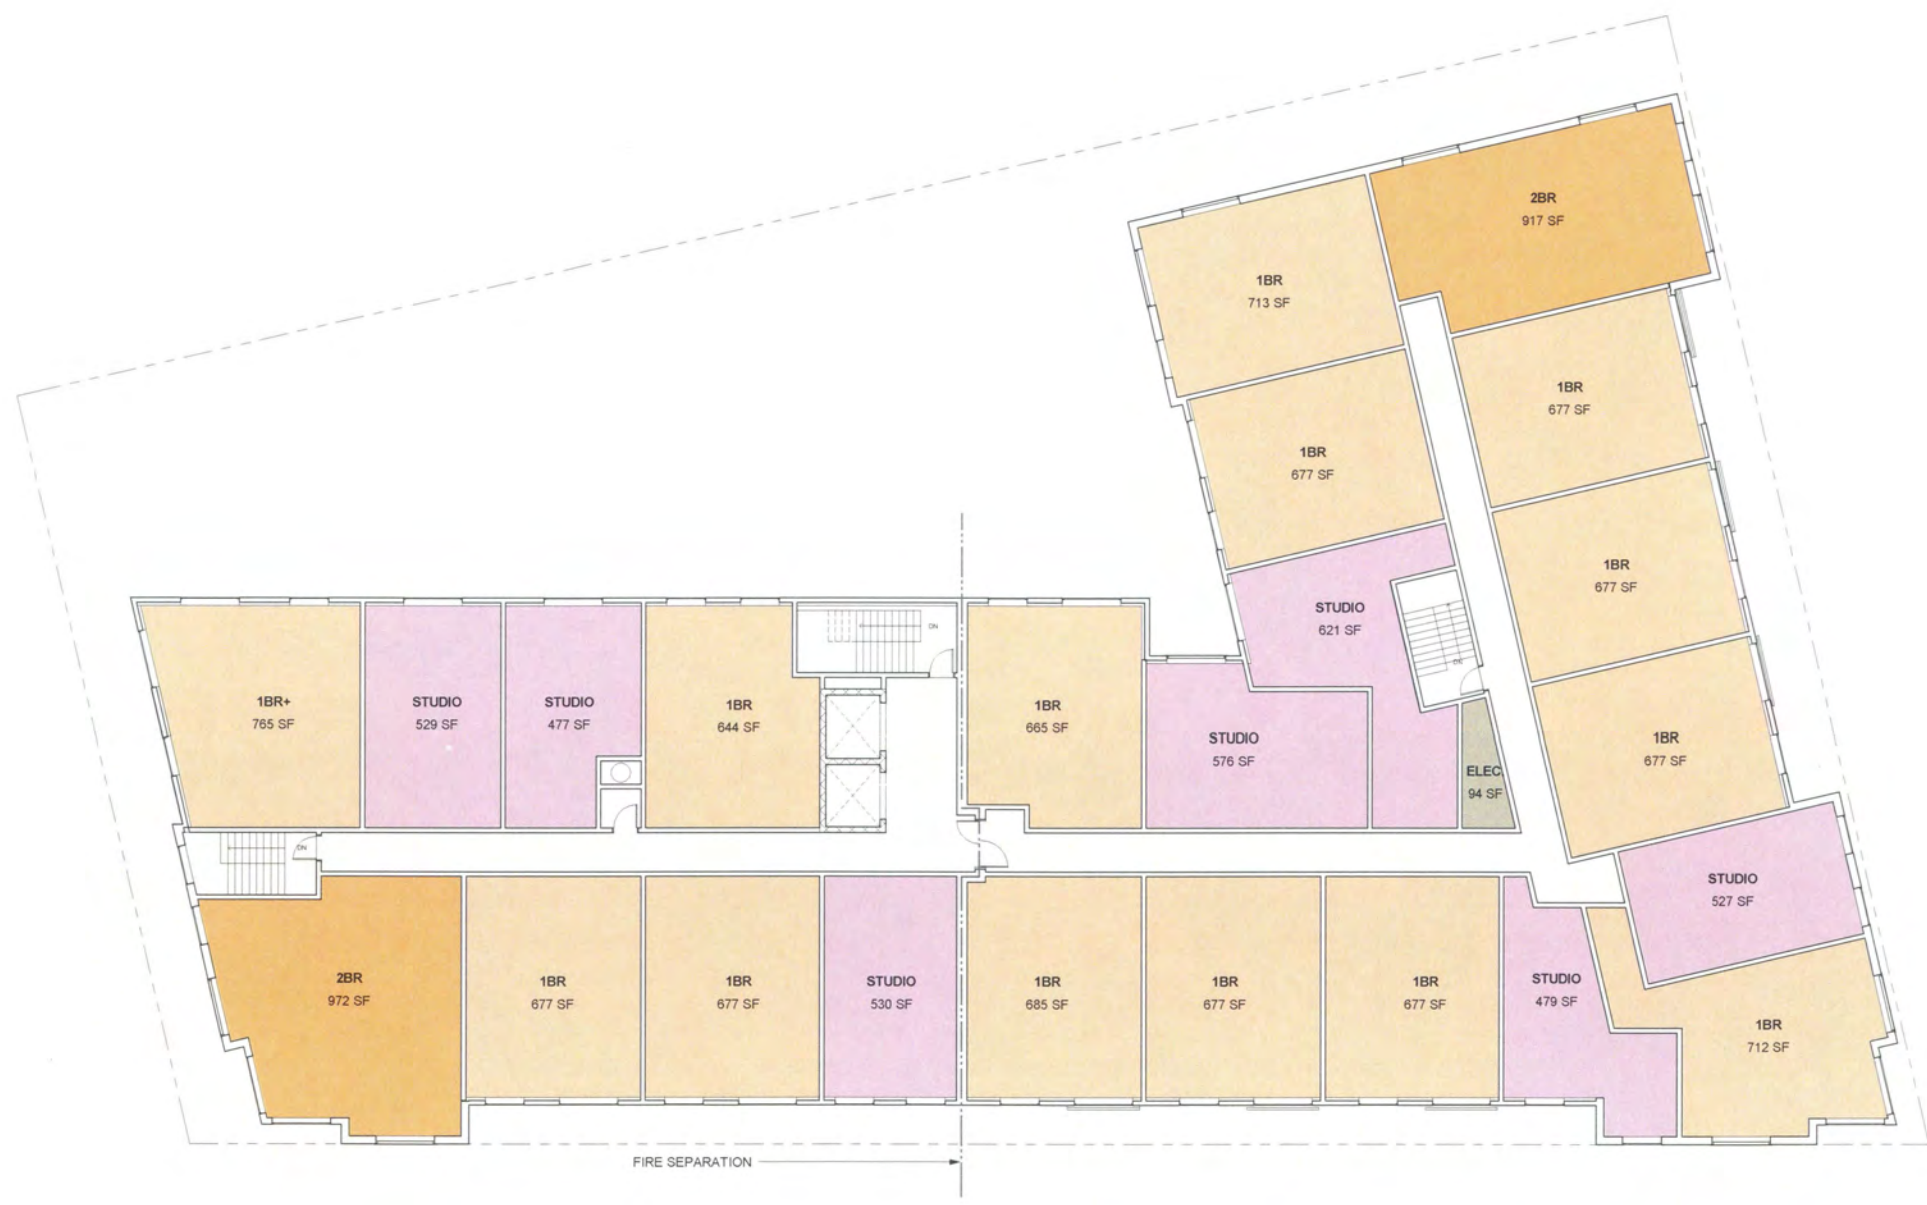 2BR
917 SF
1BR
713 SF
1BR
677 SF
1BR
677 SF
1BR
677 SF
STUDIO
621 SF
DN
DN
1BR+
765 SF
STUDIO
529 SF
STUDIO
477 SF
1BR
644 SF
1BR
665 SF
STUDIO
576 SF
1BR
677 SF
ELEC.
94 SF
DN
STUDIO
527 SF
2BR
972 SF
1BR
677 SF
1BR
677 SF
STUDIO
530 SF
1BR
685 SF
1BR
677 SF
1BR
677 SF
STUDIO
479 SF
1BR
712 SF
FIRE SEPARATION